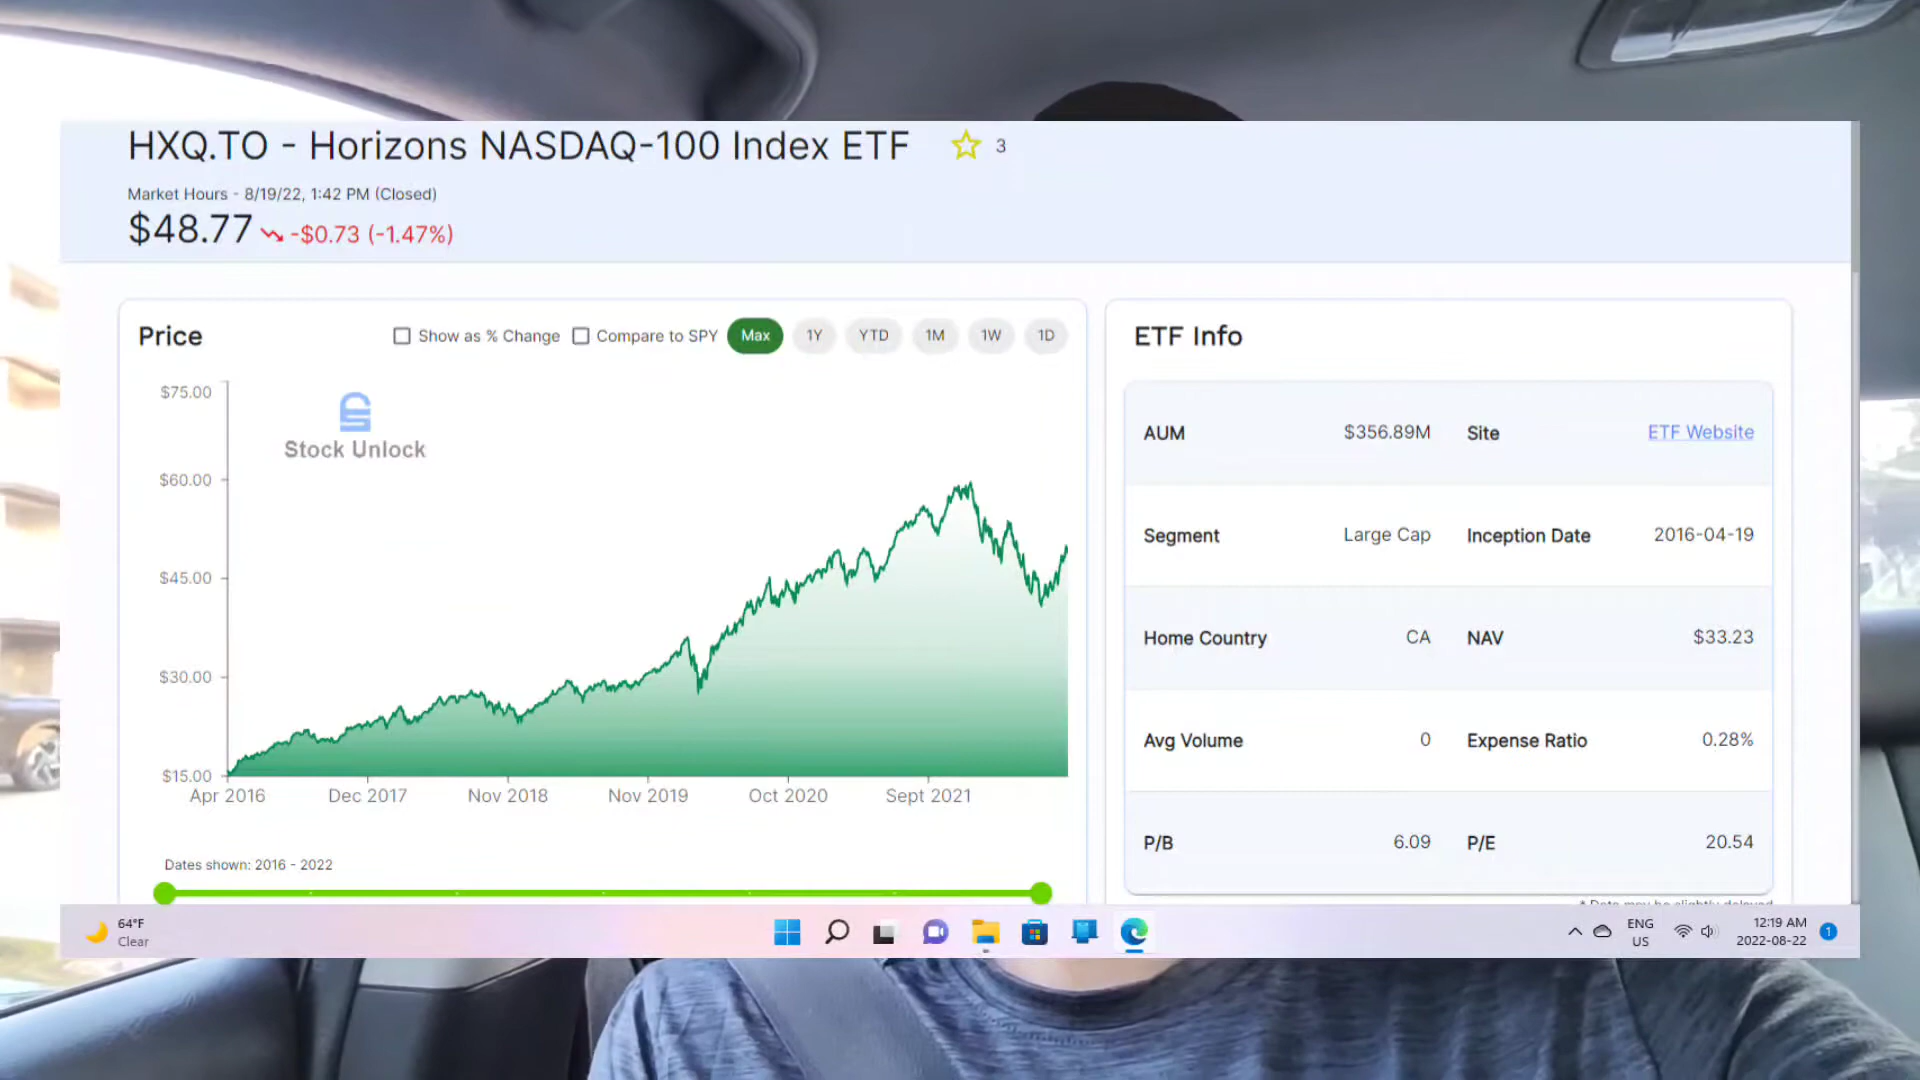 HXQ.TO - Horizons NASDAQ-100 Index ETF 3
Market Hours - 8/19/22, 1:42 PM (Closed)
$48.77 -$0.73 (-1.47%)
Price
Show as % Change Compare to SPY Max 1Y YTD 1M 1W 1D
Stock Unlock
$75.00
$60.00
$45.00
$30.00
$15.00
Apr 2016 Dec 2017 Nov 2018 Nov 2019 Oct 2020 Sept 2021
Dates shown: 2016 - 2022
ETF Info
AUM $356.89M Site ETF Website
Segment Large Cap Inception Date 2016-04-19
Home Country CA NAV $33.23
Avg Volume 0 Expense Ratio 0.28%
P/B 6.09 P/E 20.54
* Data may be slightly delayed
64°F
Clear
ENG
US
12:19 AM
2022-08-22
1